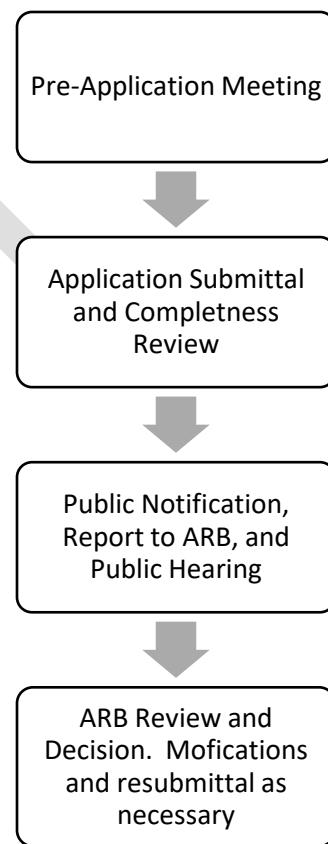 Pre-Application Meeting
Application Submittal
and Completness
Review
Public Notification,
Report to ARB, and
Public Hearing
ARB Review and
Decision.  Mofications
and resubmittal as
necessary